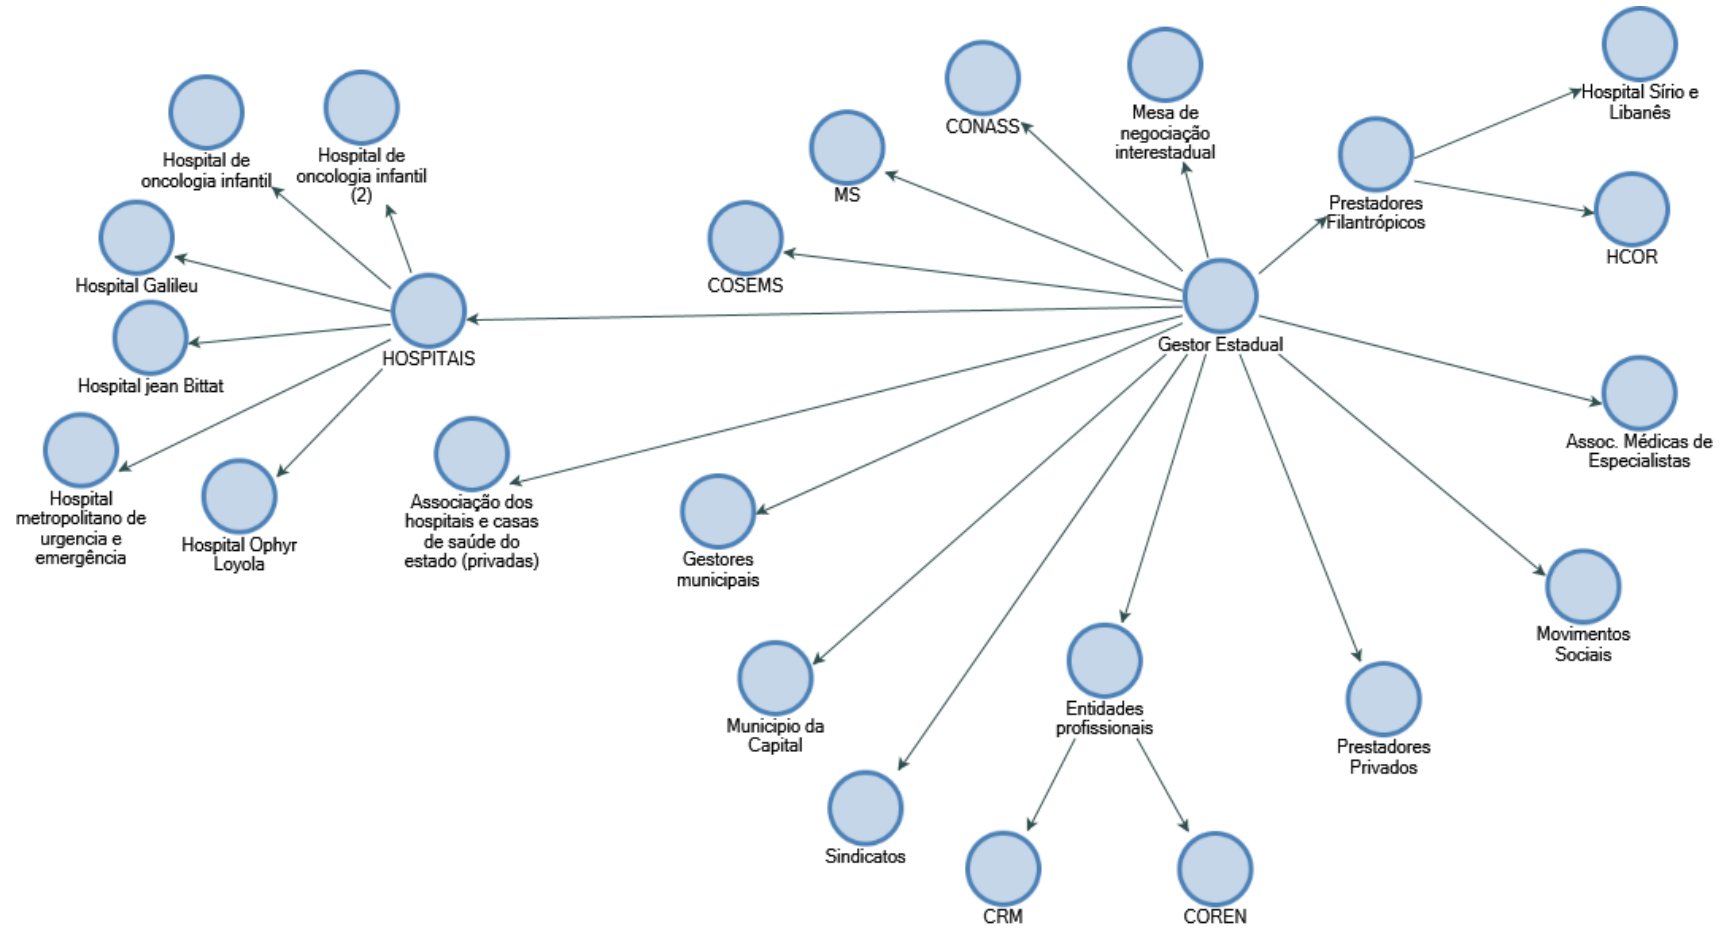 Hospital Sírio e
Libanês
CONASS
Mesa de
negociação
interestadual
Hospital de
oncologia infantil
Hospital de
oncologia infantil
(2)
MS
Prestadores
Filantrópicos
HCOR
Hospital Galileu
COSEMS
HOSPITAIS
Gestor Estadual
Hospital jean Bittat
Assoc. Médicas de
Especialistas
Hospital
metropolitano de
urgencia e
emergência
Hospital Ophyr
Loyola
Associação dos
hospitais e casas
de saúde do
estado (privadas)
Gestores
municipais
Movimentos
Sociais
Municipio da
Capital
Entidades
profissionais
Prestadores
Privados
Sindicatos
CRM
COREN